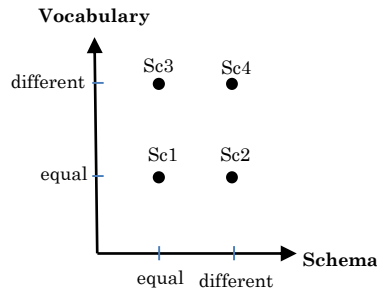 Vocabulary
Sc3 Sc4
different
Sc1 Sc2
equal
Schema
equal different